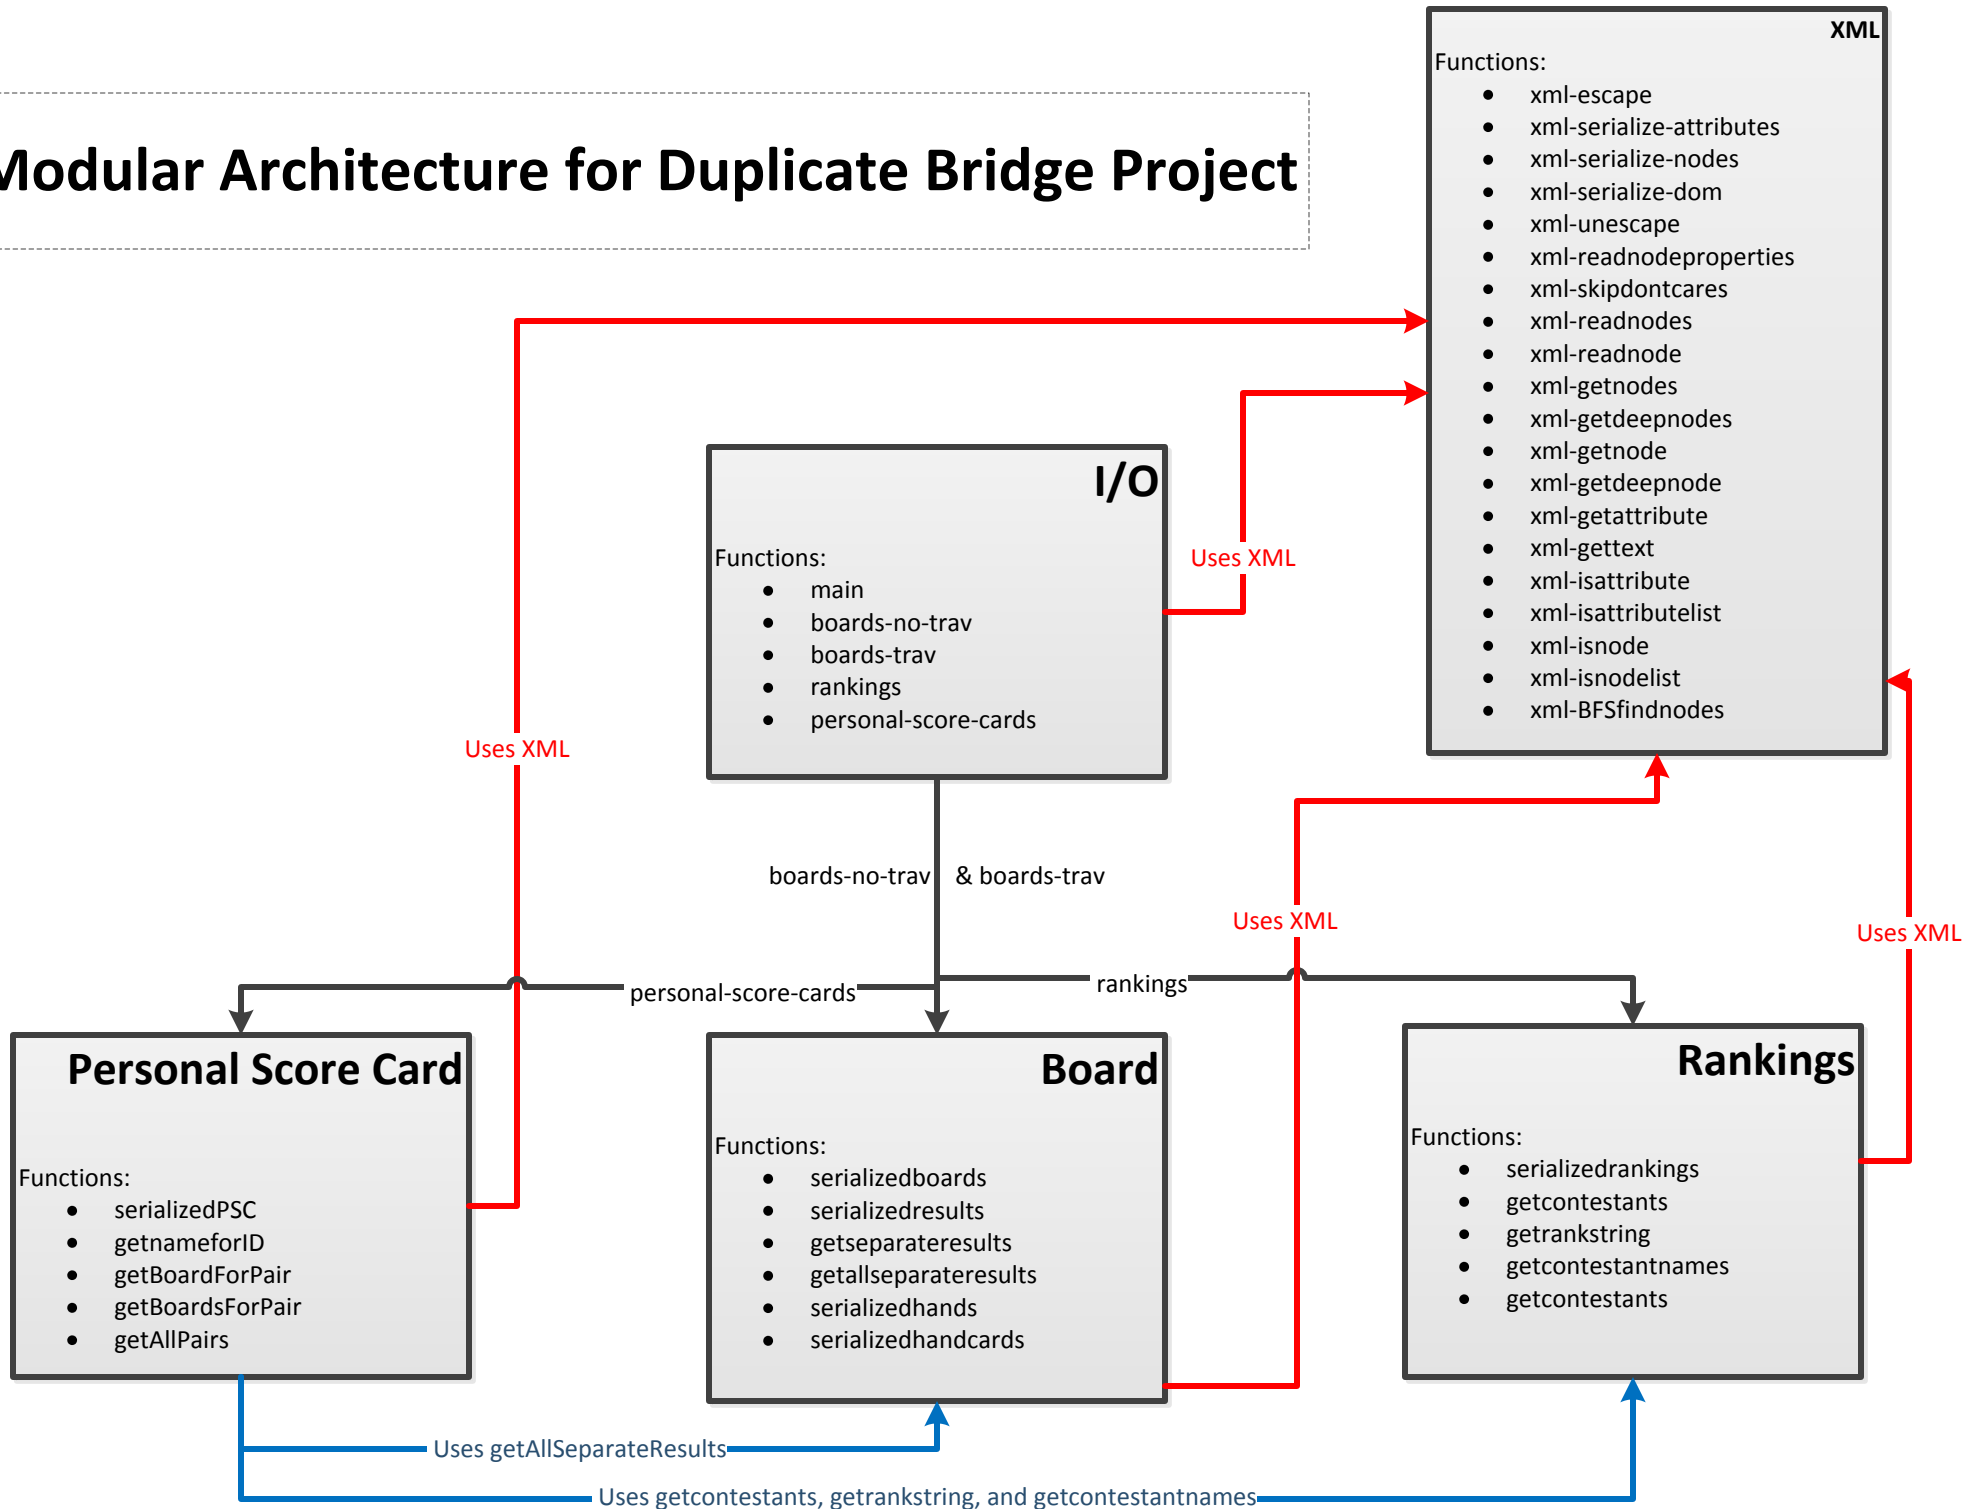 Modular Architecture for Duplicate Bridge Project
XML
Functions:
• xml-escape
• xml-serialize-attributes
• xml-serialize-nodes
• xml-serialize-dom
• xml-unescape
• xml-readnodeproperties
• xml-skipdontcares
• xml-readnodes
• xml-readnode
• xml-getnodes
• xml-getdeepnodes
• xml-getnode
• xml-getdeepnode
• xml-getattribute
• xml-gettext
• xml-isattribute
• xml-isattributelist
• xml-isnode
• xml-isnodelist
• xml-BFSfindnodes
I/O
Functions:
• main
• boards-no-trav
• boards-trav
• rankings
• personal-score-cards
Uses XML
Uses XML
boards-no-trav & boards-trav
Uses XML
Uses XML
personal-score-cards
rankings
Personal Score Card
Functions:
• serializedPSC
• getnameforID
• getBoardForPair
• getBoardsForPair
• getAllPairs
Board
Functions:
• serializedboards
• serializedresults
• getseparateresults
• getallseparateresults
• serializedhands
• serializedhandcards
Rankings
Functions:
• serializedrankings
• getcontestants
• getrankstring
• getcontestantnames
• getcontestants
Uses getAllSeparateResults
Uses getcontestants, getrankstring, and getcontestantnames